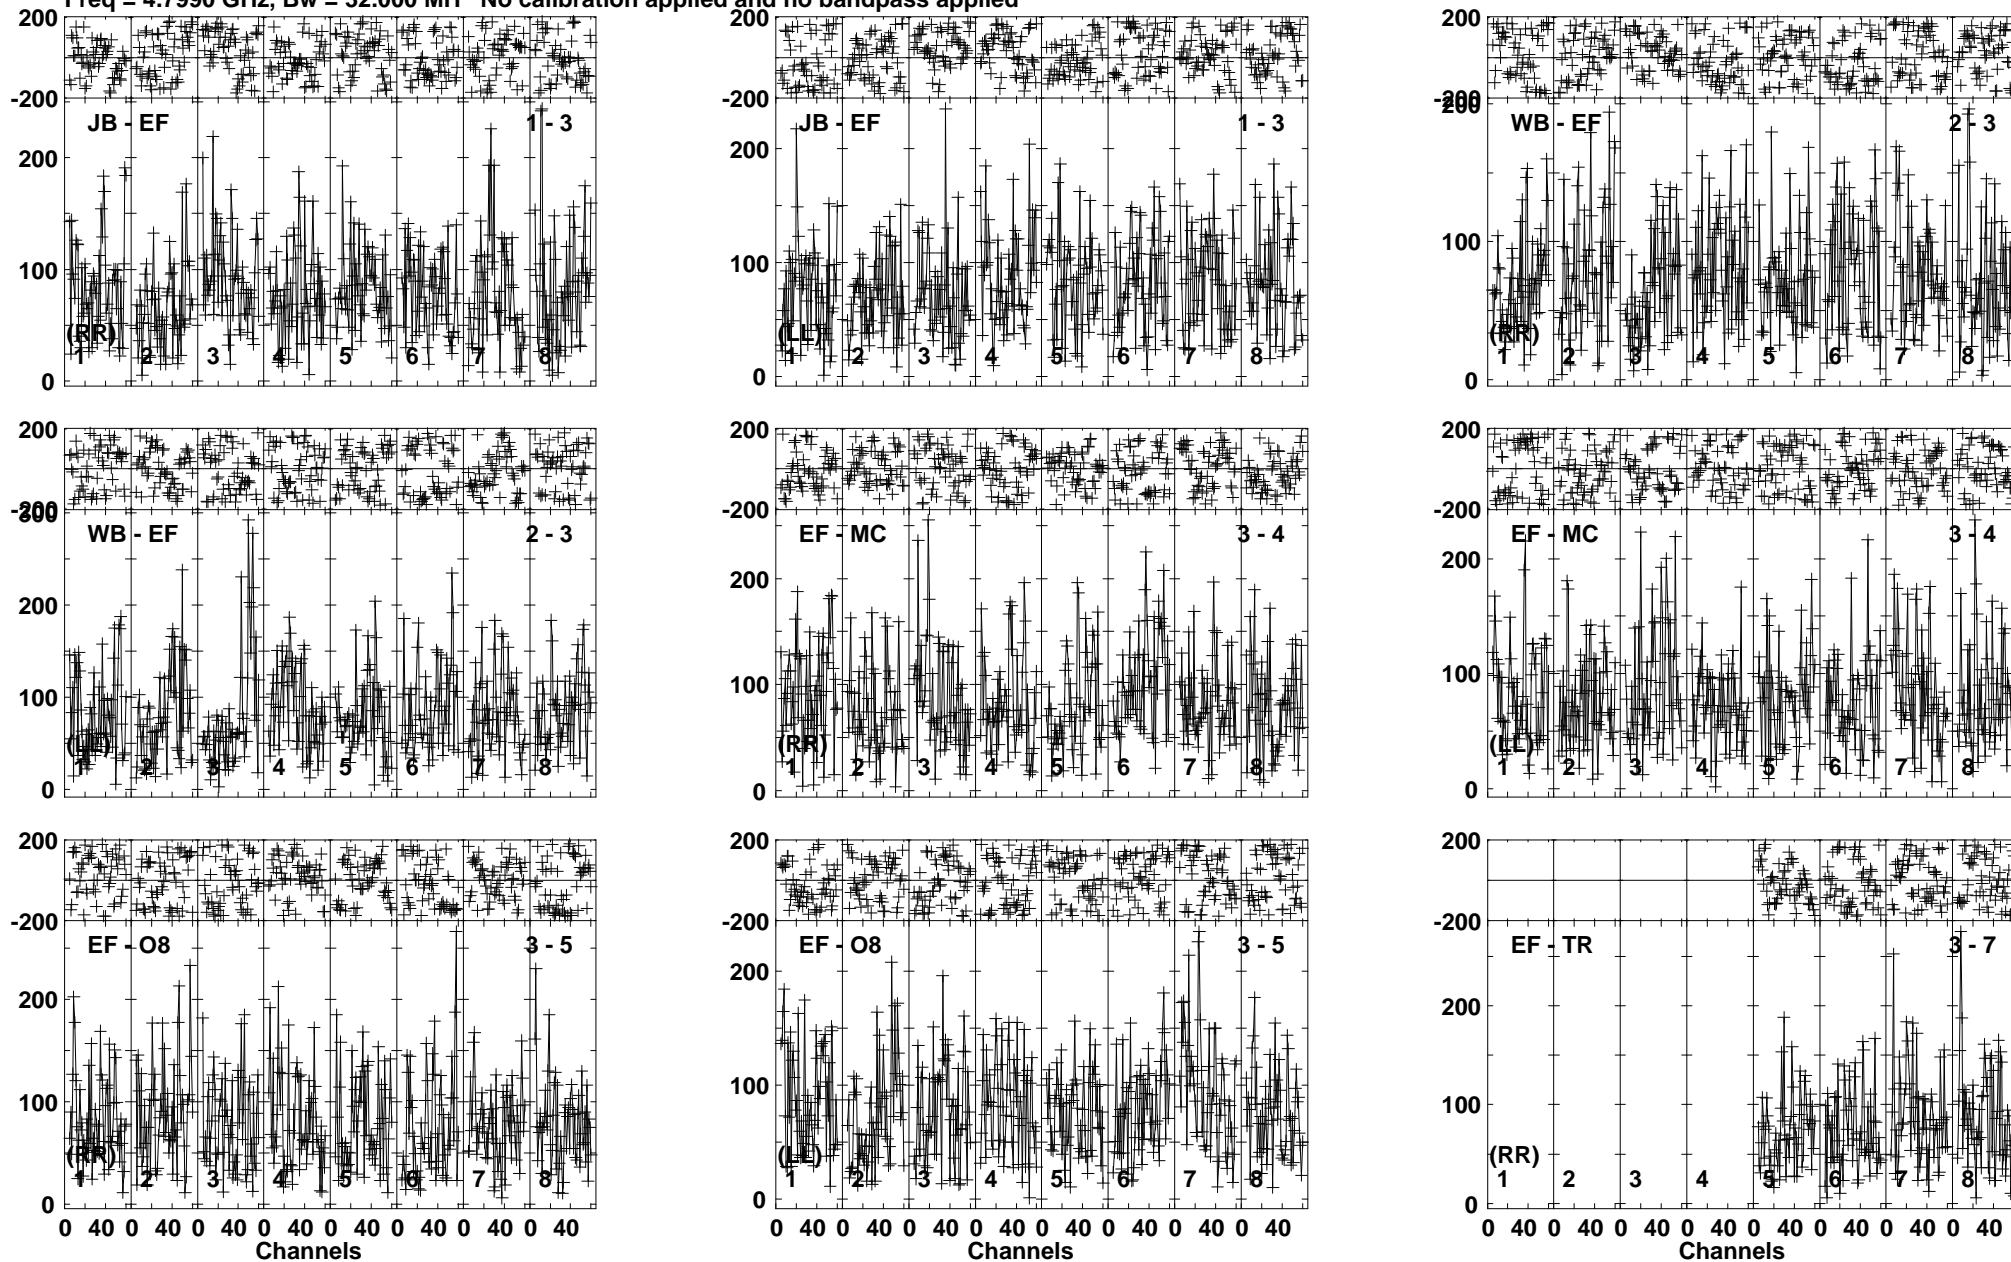 Freq = 4.7990 GHz, Bw = 32.000 MH No calibration applied and no bandpass applied
200 200 200
-200 -200 -200
JB - EF 1 - 3 JB - EF 1 - 3 WB - EF 2 - 3
200 200 200
100 100 100
(RR) (LL) (RR)
1 2 3 4 5 6 7 8 1 2 3 4 5 6 7 8 1 2 3 4 5 6 7 8
0 0 0
200 200 200
-200 -200 -200
300
WB - EF 2 - 3 EF - MC 3 - 4 EF - MC 3 - 4
200 200 200
100 100 100
(LL) (RR) (LL)
1 2 3 4 5 6 7 8 1 2 3 4 5 6 7 8 1 2 3 4 5 6 7 8
0 0 0
200 200 200
-200 -200 -200
EF - O8 3 - 5 EF - O8 3 - 5 EF - TR 3 - 7
200 200 200
100 100 100
(RR) (LL) (RR)
1 2 3 4 5 6 7 8 1 2 3 4 5 6 7 8 1 2 3 4 5 6 7 8
0 0 0
0 40 0 40 0 40 0 40 0 40 0 40 0 40 0 40 0 40 0 40 0 40 0 40 0 40 0 40 0 40 0 40 0 40 0 40 0 40 0 40 0 40 0 40 0 40 0 40
Channels Channels